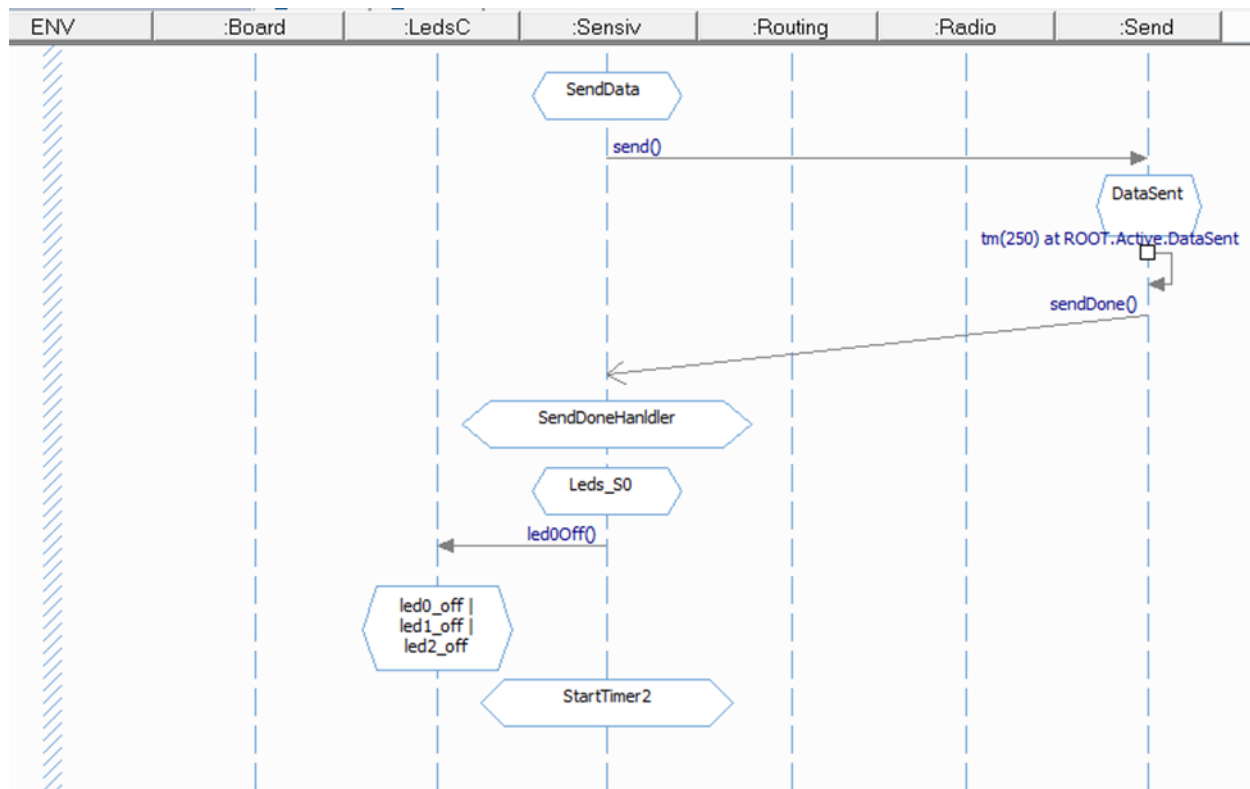 ENV :Board :LedsC :Sensiv :Routing :Radio :Send
SendData
send()
DataSent
tm(250) at ROOT.Active.DataSent
sendDone()
SendDoneHanldler
Leds_S0
led0Off()
led0_off |
led1_off |
led2_off
StartTimer2